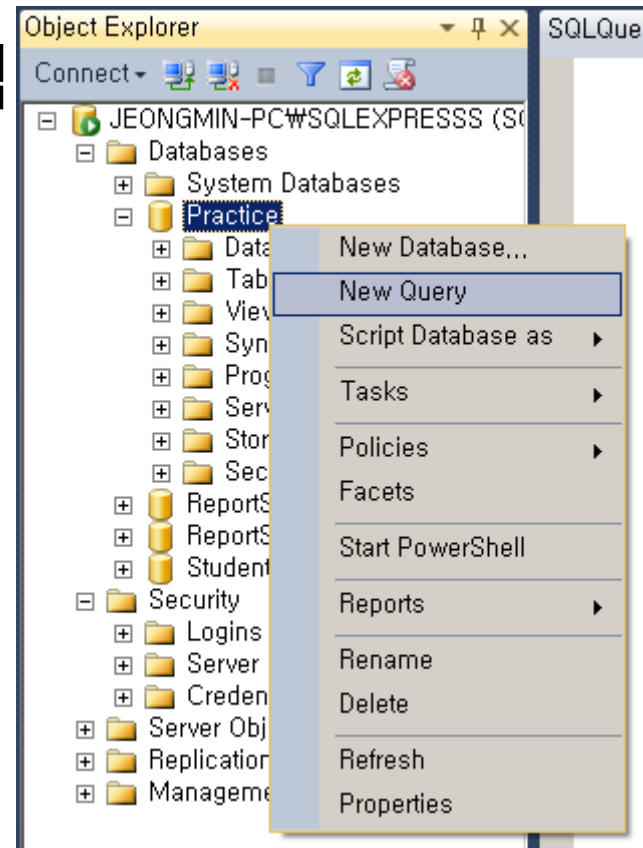 Object Explorer
SQLQue
Connect
JEONGMIN-PC₩SQLEXPRESSS (S
Databases
System Databases
Practice
Data
Tab
View
Syn
Prog
Serv
Stor
Sec
ReportS
ReportS
Student
Security
Logins
Server
Creden
Server Obj
Replication
Manageme
New Database...
New Query
Script Database as
Tasks
Policies
Facets
Start PowerShell
Reports
Rename
Delete
Refresh
Properties